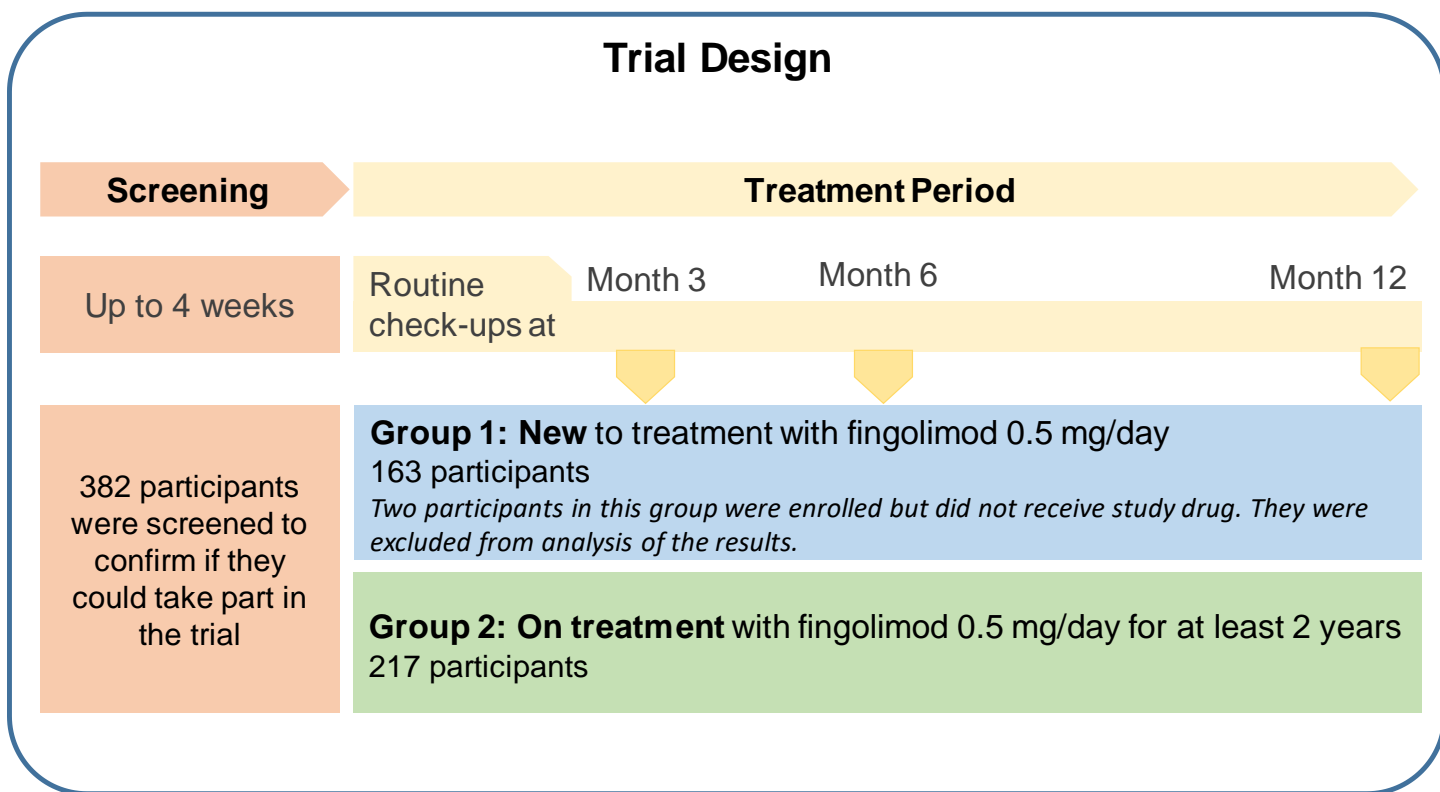 Trial Design
Screening
Treatment Period
Up to 4 weeks
Routine
check-ups at
Month 3
Month 6
Month 12
382 participants
were screened to
confirm if they
could take part in
the trial
Group 1: New to treatment with fingolimod 0.5 mg/day
163 participants
Two participants in this group were enrolled but did not receive study drug. They were
excluded from analysis of the results.
Group 2: On treatment with fingolimod 0.5 mg/day for at least 2 years
217 participants